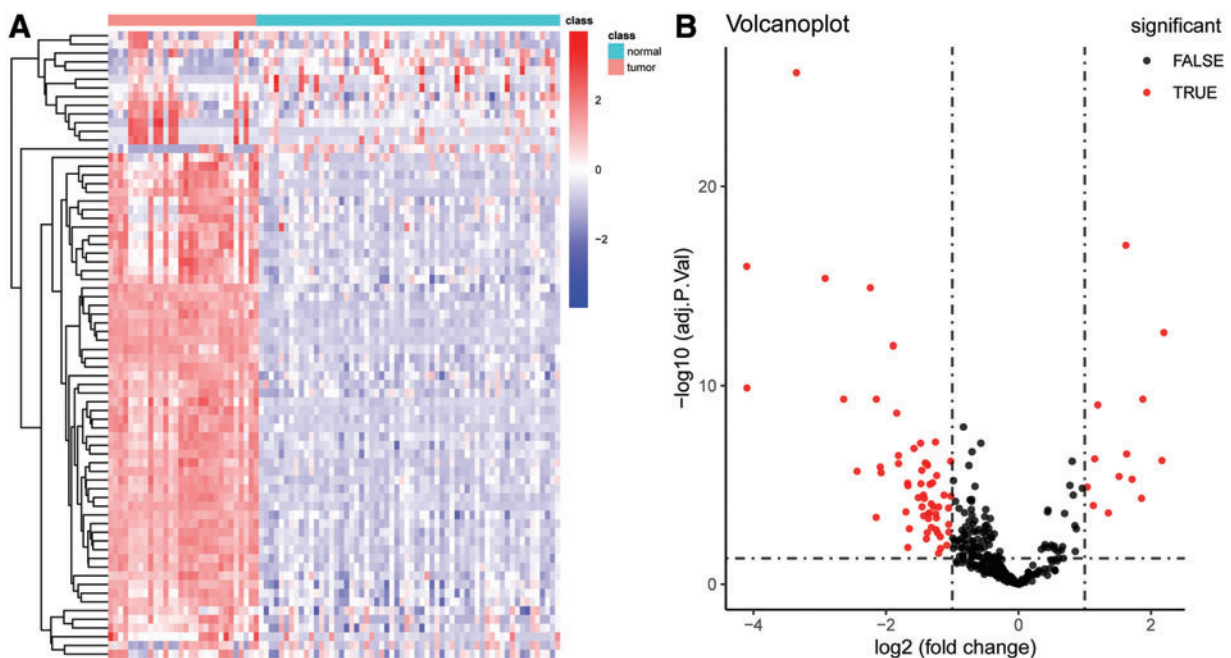 A
class
class
normal
tumor
2
0
−2
B
Volcanoplot
significant
FALSE
TRUE
−log10 (adj.P.Val)
20
10
0
−4
−2
0
2
log2 (fold change)